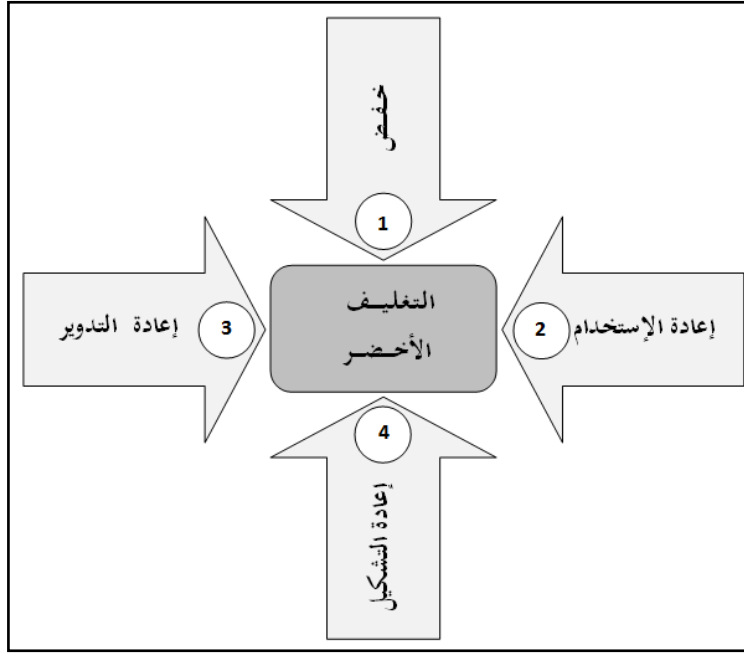 خفض
1
التغليف
الأخضر
2
إعادة الإستخدام
3
إعادة التدوير
4
إعادة التشكيل